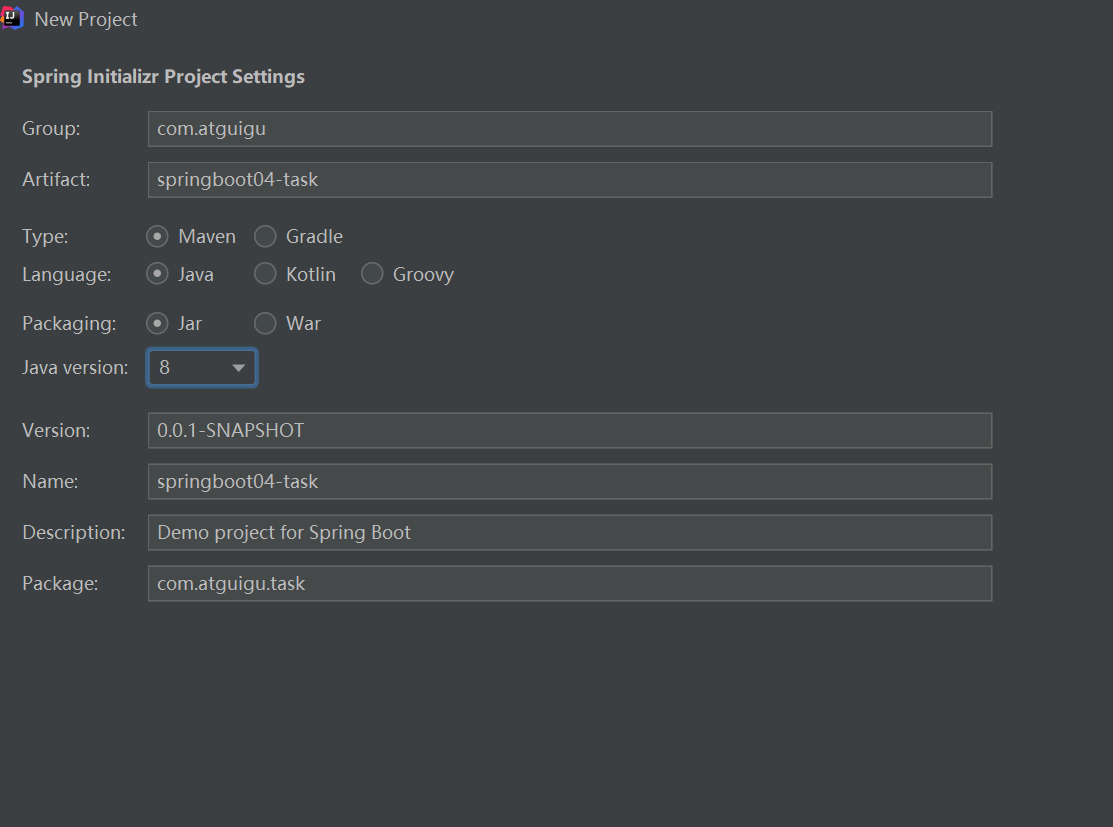 New Project
Spring Initializr Project Settings
Group: com.atguigu
Artifact: springboot04-task
Type: Maven Gradle
Language: Java Kotlin Groovy
Packaging: Jar War
Java version: 8
Version: 0.0.1-SNAPSHOT
Name: springboot04-task
Description: Demo project for Spring Boot
Package: com.atguigu.task